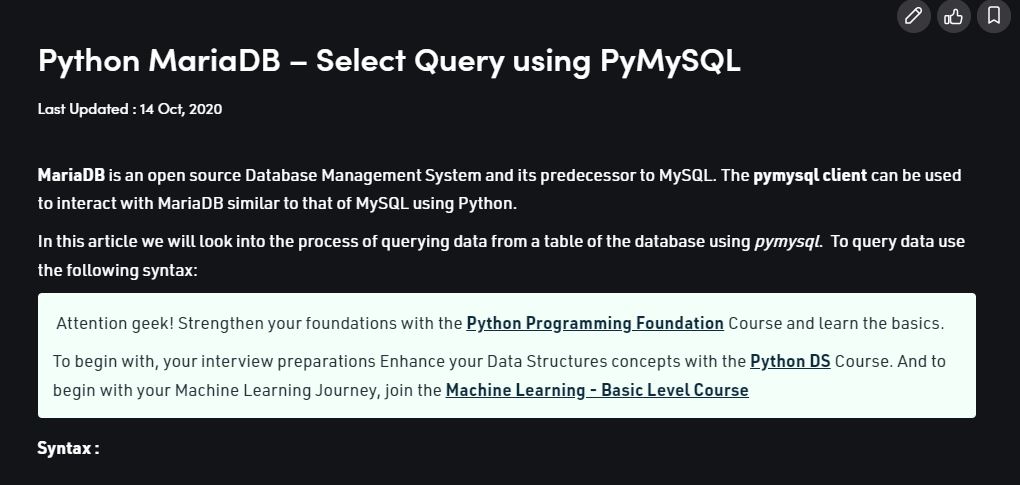 Python MariaDB – Select Query using PyMySQL
Last Updated : 14 Oct, 2020
MariaDB is an open source Database Management System and its predecessor to MySQL. The pymysql client can be used
to interact with MariaDB similar to that of MySQL using Python.
In this article we will look into the process of querying data from a table of the database using pymysql. To query data use
the following syntax:
Attention geek! Strengthen your foundations with the Python Programming Foundation Course and learn the basics.
To begin with, your interview preparations Enhance your Data Structures concepts with the Python DS Course. And to
begin with your Machine Learning Journey, join the Machine Learning - Basic Level Course
Syntax :